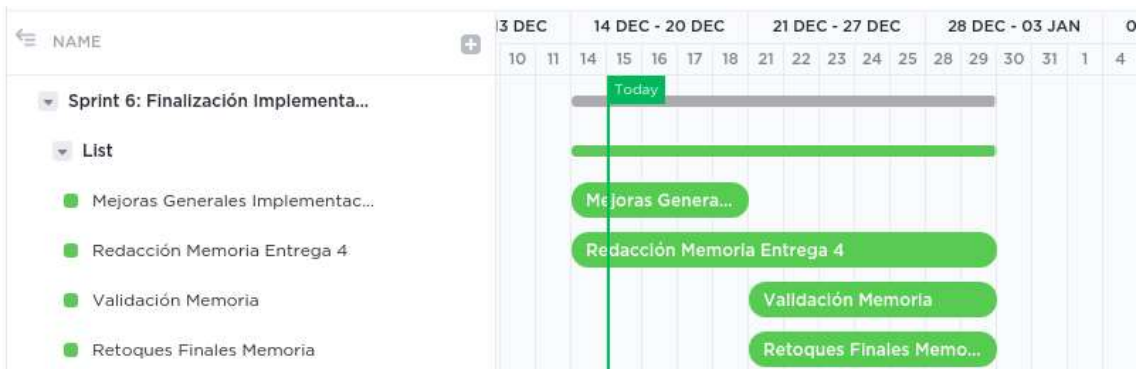 NAME
13 DEC 14 DEC - 20 DEC 21 DEC - 27 DEC 28 DEC - 03 JAN 0
10 11 14 15 16 17 18 21 22 23 24 25 28 29 30 31 1 4
Sprint 6: Finalización Implementa...
Today
List
Mejoras Generales Implementac...
Mejoras Genera...
Redacción Memoria Entrega 4
Redacción Memoria Entrega 4
Validación Memoria
Validación Memoria
Retoques Finales Memoria
Retoques Finales Memo...